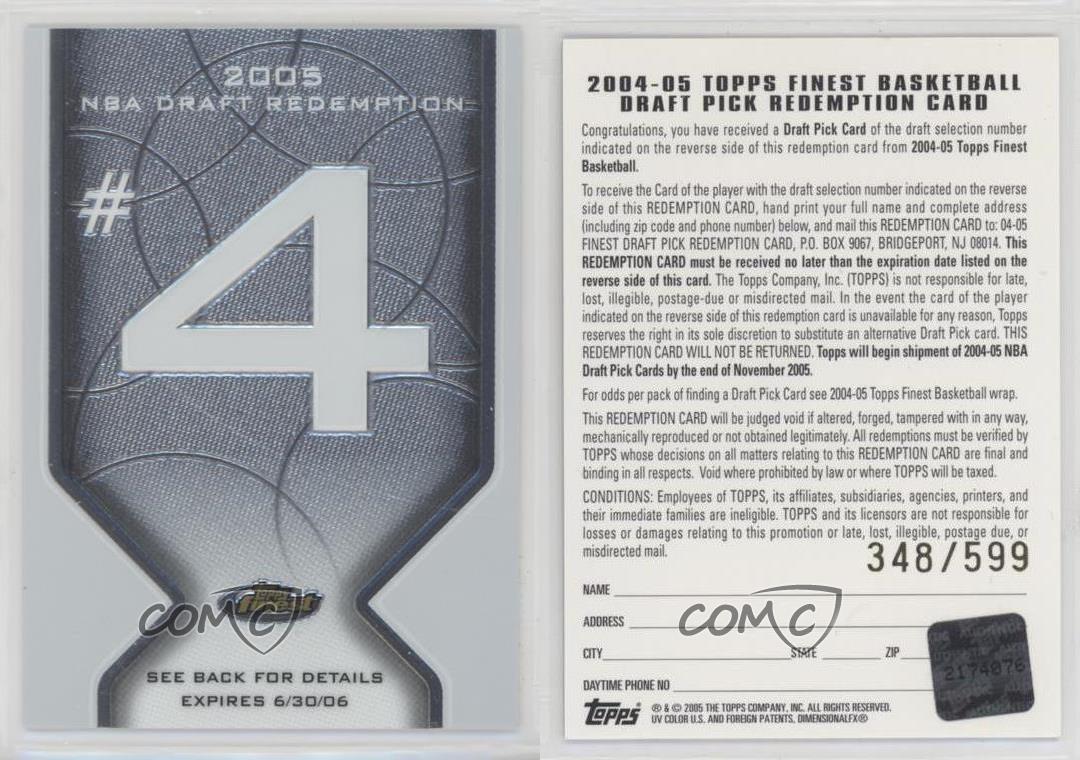 2005
NBA DRAFT REDEMPTION
#
4
TOPPS
finest
COMC
SEE BACK FOR DETAILS
EXPIRES 6/30/06
2004-05 TOPPS FINEST BASKETBALL
DRAFT PICK REDEMPTION CARD
Congratulations, you have received a Draft Pick Card of the draft selection number
indicated on the reverse side of this redemption card from 2004-05 Topps Finest
Basketball.
To receive the Card of the player with the draft selection number indicated on the reverse
side of this REDEMPTION CARD, hand print your full name and complete address
(including zip code and phone number) below, and mail this REDEMPTION CARD to: 04-05
FINEST DRAFT PICK REDEMPTION CARD, P.O. BOX 9067, BRIDGEPORT, NJ 08014. This
REDEMPTION CARD must be received no later than the expiration date listed on the
reverse side of this card. The Topps Company, Inc. (TOPPS) is not responsible for late,
lost, illegible, postage-due or misdirected mail. In the event the card of the player
indicated on the reverse side of this redemption card is unavailable for any reason, Topps
reserves the right in its sole discretion to substitute an alternative Draft Pick card. THIS
REDEMPTION CARD WILL NOT BE RETURNED. Topps will begin shipment of 2004-05 NBA
Draft Pick Cards by the end of November 2005.
For odds per pack of finding a Draft Pick Card see 2004-05 Topps Finest Basketball wrap.
This REDEMPTION CARD will be judged void if altered, forged, tampered with in any way,
mechanically reproduced or not obtained legitimately. All redemptions must be verified by
TOPPS whose decisions on all matters relating to this REDEMPTION CARD are final and
binding in all respects. Void where prohibited by law or where TOPPS will be taxed.
CONDITIONS: Employees of TOPPS, its affiliates, subsidiaries, agencies, printers, and
their immediate families are ineligible. TOPPS and its licensors are not responsible for
losses or damages relating to this promotion or late, lost, illegible, postage due, or
misdirected mail.
348/599
NAME
ADDRESS
COMC
CITY STATE ZIP
2174076
DAYTIME PHONE NO
Topps ® & © 2005 THE TOPPS COMPANY, INC. ALL RIGHTS RESERVED.
UV COLOR U.S. AND FOREIGN PATENTS, DIMENSIONALFX®